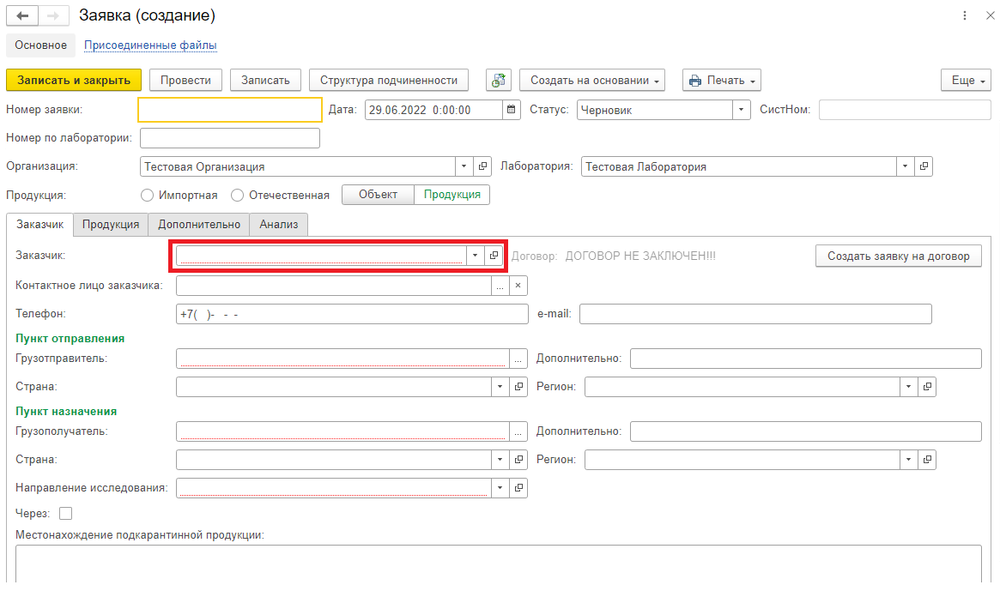 Заявка (создание)
Основное Присоединенные файлы
Записать и закрыть Провести Записать Структура подчиненности Создать на основании Печать Еще
Номер заявки: Дата: 29.06.2022 0:00:00 Статус: Черновик СистНом:
Номер по лаборатории:
Организация: Тестовая Организация Лаборатория: Тестовая Лаборатория
Продукция: Импортная Отечественная Объект Продукция
Заказчик Продукция Дополнительно Анализ
Заказчик: Договор: ДОГОВОР НЕ ЗАКЛЮЧЕН!!! Создать заявку на договор
Контактное лицо заказчика: ... ×
Телефон: +7( )- - - e-mail:
Пункт отправления
Грузотправитель: ... Дополнительно:
Страна: Регион:
Пункт назначения
Грузополучатель: ... Дополнительно:
Страна: Регион:
Направление исследования:
Через:
Местонахождение подкарантинной продукции: